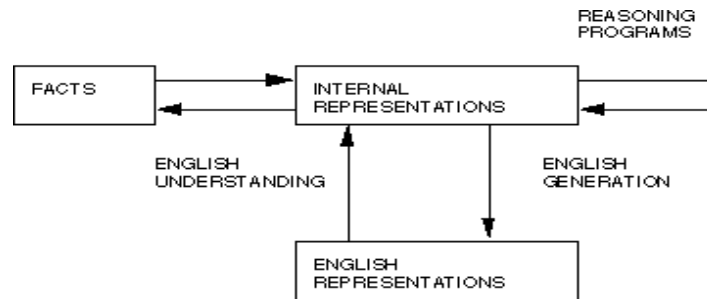 REASONING
PROGRAMS
FACTS
INTERNAL
REPRESENTATIONS
ENGLISH
UNDERSTANDING
ENGLISH
GENERATION
ENGLISH
REPRESENTATIONS